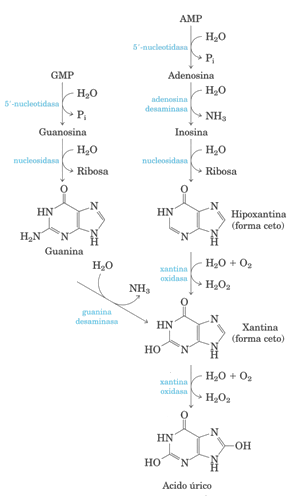 AMP
5´-nucleotidasa
H₂O
Pi
GMP
Adenosina
5´-nucleotidasa
H₂O
Pi
adenosina
desaminasa
H₂O
NH₃
Guanosina
Inosina
nucleosidasa
H₂O
Ribosa
nucleosidasa
H₂O
Ribosa
O
HN
N
H₂N
N
N
H
Guanina
O
HN
N
N
N
H
Hipoxantina
(forma ceto)
H₂O
NH₃
guanina
desaminasa
xantina
oxidasa
H₂O + O₂
H₂O₂
O
HN
N
HO
N
N
H
Xantina
(forma ceto)
xantina
oxidasa
H₂O + O₂
H₂O₂
O
HN
N
OH
HO
N
N
H
Acido úrico